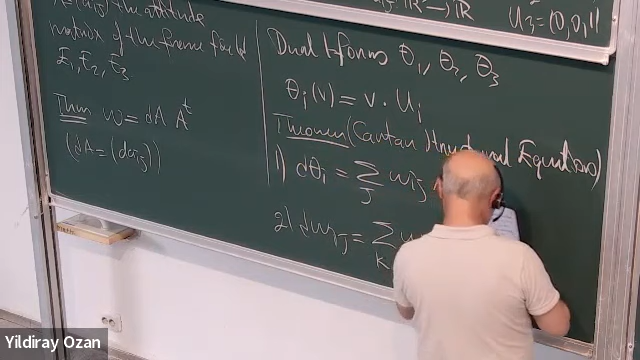 the attitude
matrix of the frame field
E₁, E₂, E₃
Thm ω = dA Aᵗ
(dA = (daᵢⱼ))
U₃ = (0,0,1)
Dual 1-forms θ₁, θ₂, θ₃
θᵢ(v) = v · Uᵢ
Theorem (Cartan Structural Equations)
1) dθᵢ = Σⱼ ωᵢⱼ
2) dωᵢⱼ = Σₖ
Yildiray Ozan